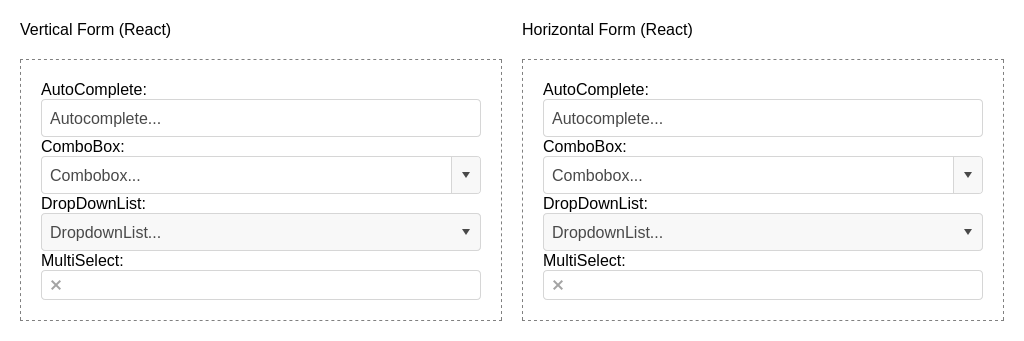 Vertical Form (React)
AutoComplete:
Autocomplete...
ComboBox:
Combobox...
DropDownList:
DropdownList...
MultiSelect:
Horizontal Form (React)
AutoComplete:
Autocomplete...
ComboBox:
Combobox...
DropDownList:
DropdownList...
MultiSelect: